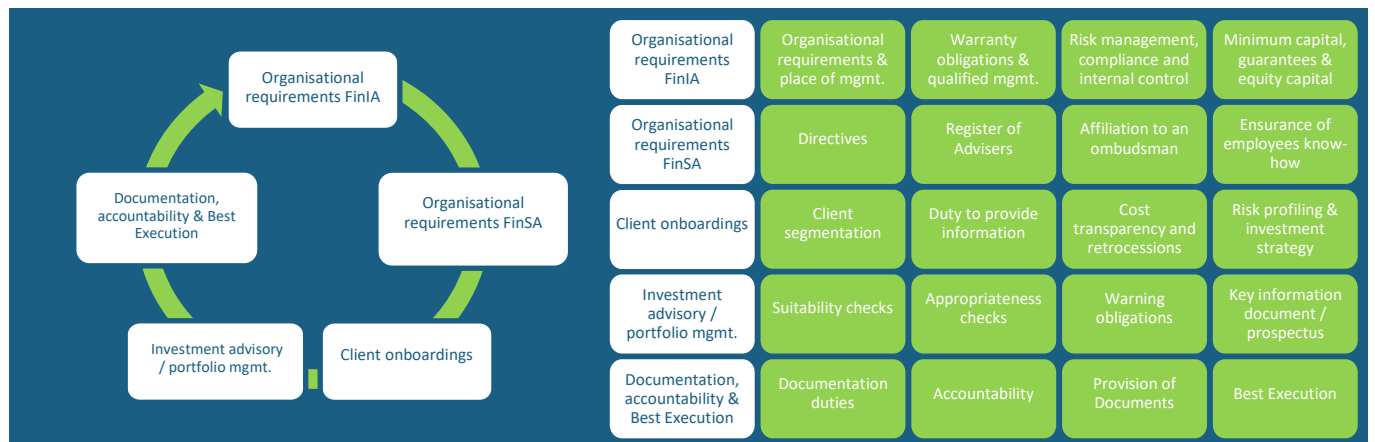 Organisational
requirements FinIA
Organisational
requirements FinSA
Client onboardings
Investment advisory
/ portfolio mgmt.
Documentation,
accountability & Best
Execution
Organisational
requirements
FinIA
Organisational
requirements &
place of mgmt.
Warranty
obligations &
qualified mgmt.
Risk management,
compliance and
internal control
Minimum capital,
guarantees &
equity capital
Organisational
requirements
FinSA
Directives
Register of
Advisers
Affiliation to an
ombudsman
Ensurance of
employees know-
how
Client onboardings
Client
segmentation
Duty to provide
information
Cost
transparency and
retrocessions
Risk profiling &
investment
strategy
Investment
advisory /
portfolio mgmt.
Suitability checks
Appropriateness
checks
Warning
obligations
Key information
document /
prospectus
Documentation,
accountability &
Best Execution
Documentation
duties
Accountability
Provision of
Documents
Best Execution